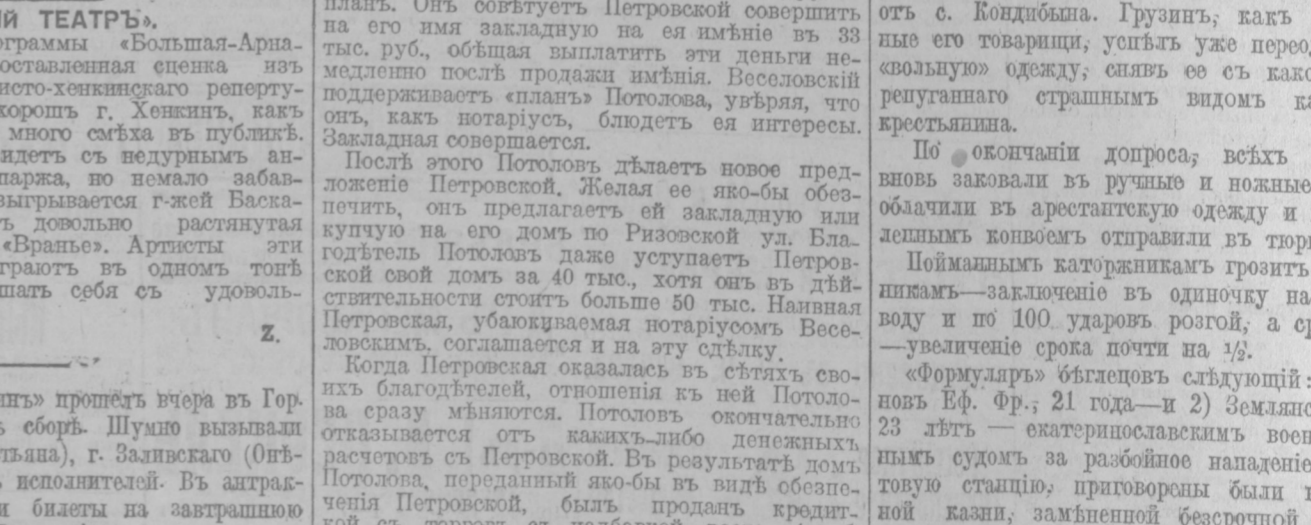 Й ТЕАТРЪ».
ограммы «Большая-Арна-
оставленная сценка изъ
исто-хенкинскаго реперту-
хорошъ г. Хенкинъ, какъ
много смѣха въ публикѣ.
идетъ съ недурнымъ ан-
паржа, но немало забав-
зыгрывается г-жей Баска-
ъ довольно растянутая
«Вранье». Артисты эти
граютъ въ одномъ тонѣ
шать себя съ удоволь-
Z.
инъ» прошелъ вчера въ Гор.
ъ сборѣ. Шумно вызывали
тьяна), г. Заливскаго (Онѣ-
ь исполнителей. Въ антрак-
и билеты на завтрашнюю
планъ. Онъ совѣтуетъ Петровской совершить
на его имя закладную на ея имѣніе въ 33
тыс. руб., обѣщая выплатить эти деньги не-
медленно послѣ продажи имѣнія. Веселовскій
поддерживаетъ «планъ» Потолова, увѣряя, что
онъ, какъ нотаріусъ, блюдетъ ея интересы.
Закладная совершается.
Послѣ этого Потоловъ дѣлаетъ новое пред-
ложеніе Петровской. Желая ее яко-бы обез-
печить, онъ предлагаетъ ей закладную или
купчую на его домъ по Ризовской ул. Бла-
годѣтель Потоловъ даже уступаетъ Петров-
ской свой домъ за 40 тыс., хотя онъ въ дѣй-
ствительности стоитъ больше 50 тыс. Наивная
Петровская, убаюкиваемая нотаріусомъ Весе-
ловскимъ, соглашается и на эту сдѣлку.
Когда Петровская оказалась въ сѣтяхъ сво-
ихъ благодѣтелей, отношенія къ ней Потоло-
ва сразу мѣняются. Потоловъ окончательно
отказывается отъ какихъ-либо денежныхъ
расчетовъ съ Петровской. Въ результатѣ домъ
Потолова, переданный яко-бы въ видѣ обезпе-
ченія Петровской, былъ проданъ кредит-
кой съ торговъ съ
отъ с. Кондибына. Грузинъ, какъ
ные его товарищи, успѣлъ уже перео
«вольную» одежду, снявъ ее съ како
репуганнаго страшнымъ видомъ к
крестьянина.
По окончаніи допроса, всѣхъ
вновь заковали въ ручные и ножные
облачили въ арестантскую одежду и
леннымъ конвоемъ отправили въ тюр
Пойманнымъ каторжникамъ грозитъ
никамъ—заключеніе въ одиночку на
воду и по 100 ударовъ розгой, а ср
—увеличеніе срока почти на ½.
«Формуляръ» бѣглецовъ слѣдующій:
новъ Еф. Фр., 21 года—и 2) Землянс
23 лѣтъ — екатеринославскимъ воен
нымъ судомъ за разбойное нападеніе
товую станцію, приговорены были
ной казни, замѣненной безсрочной